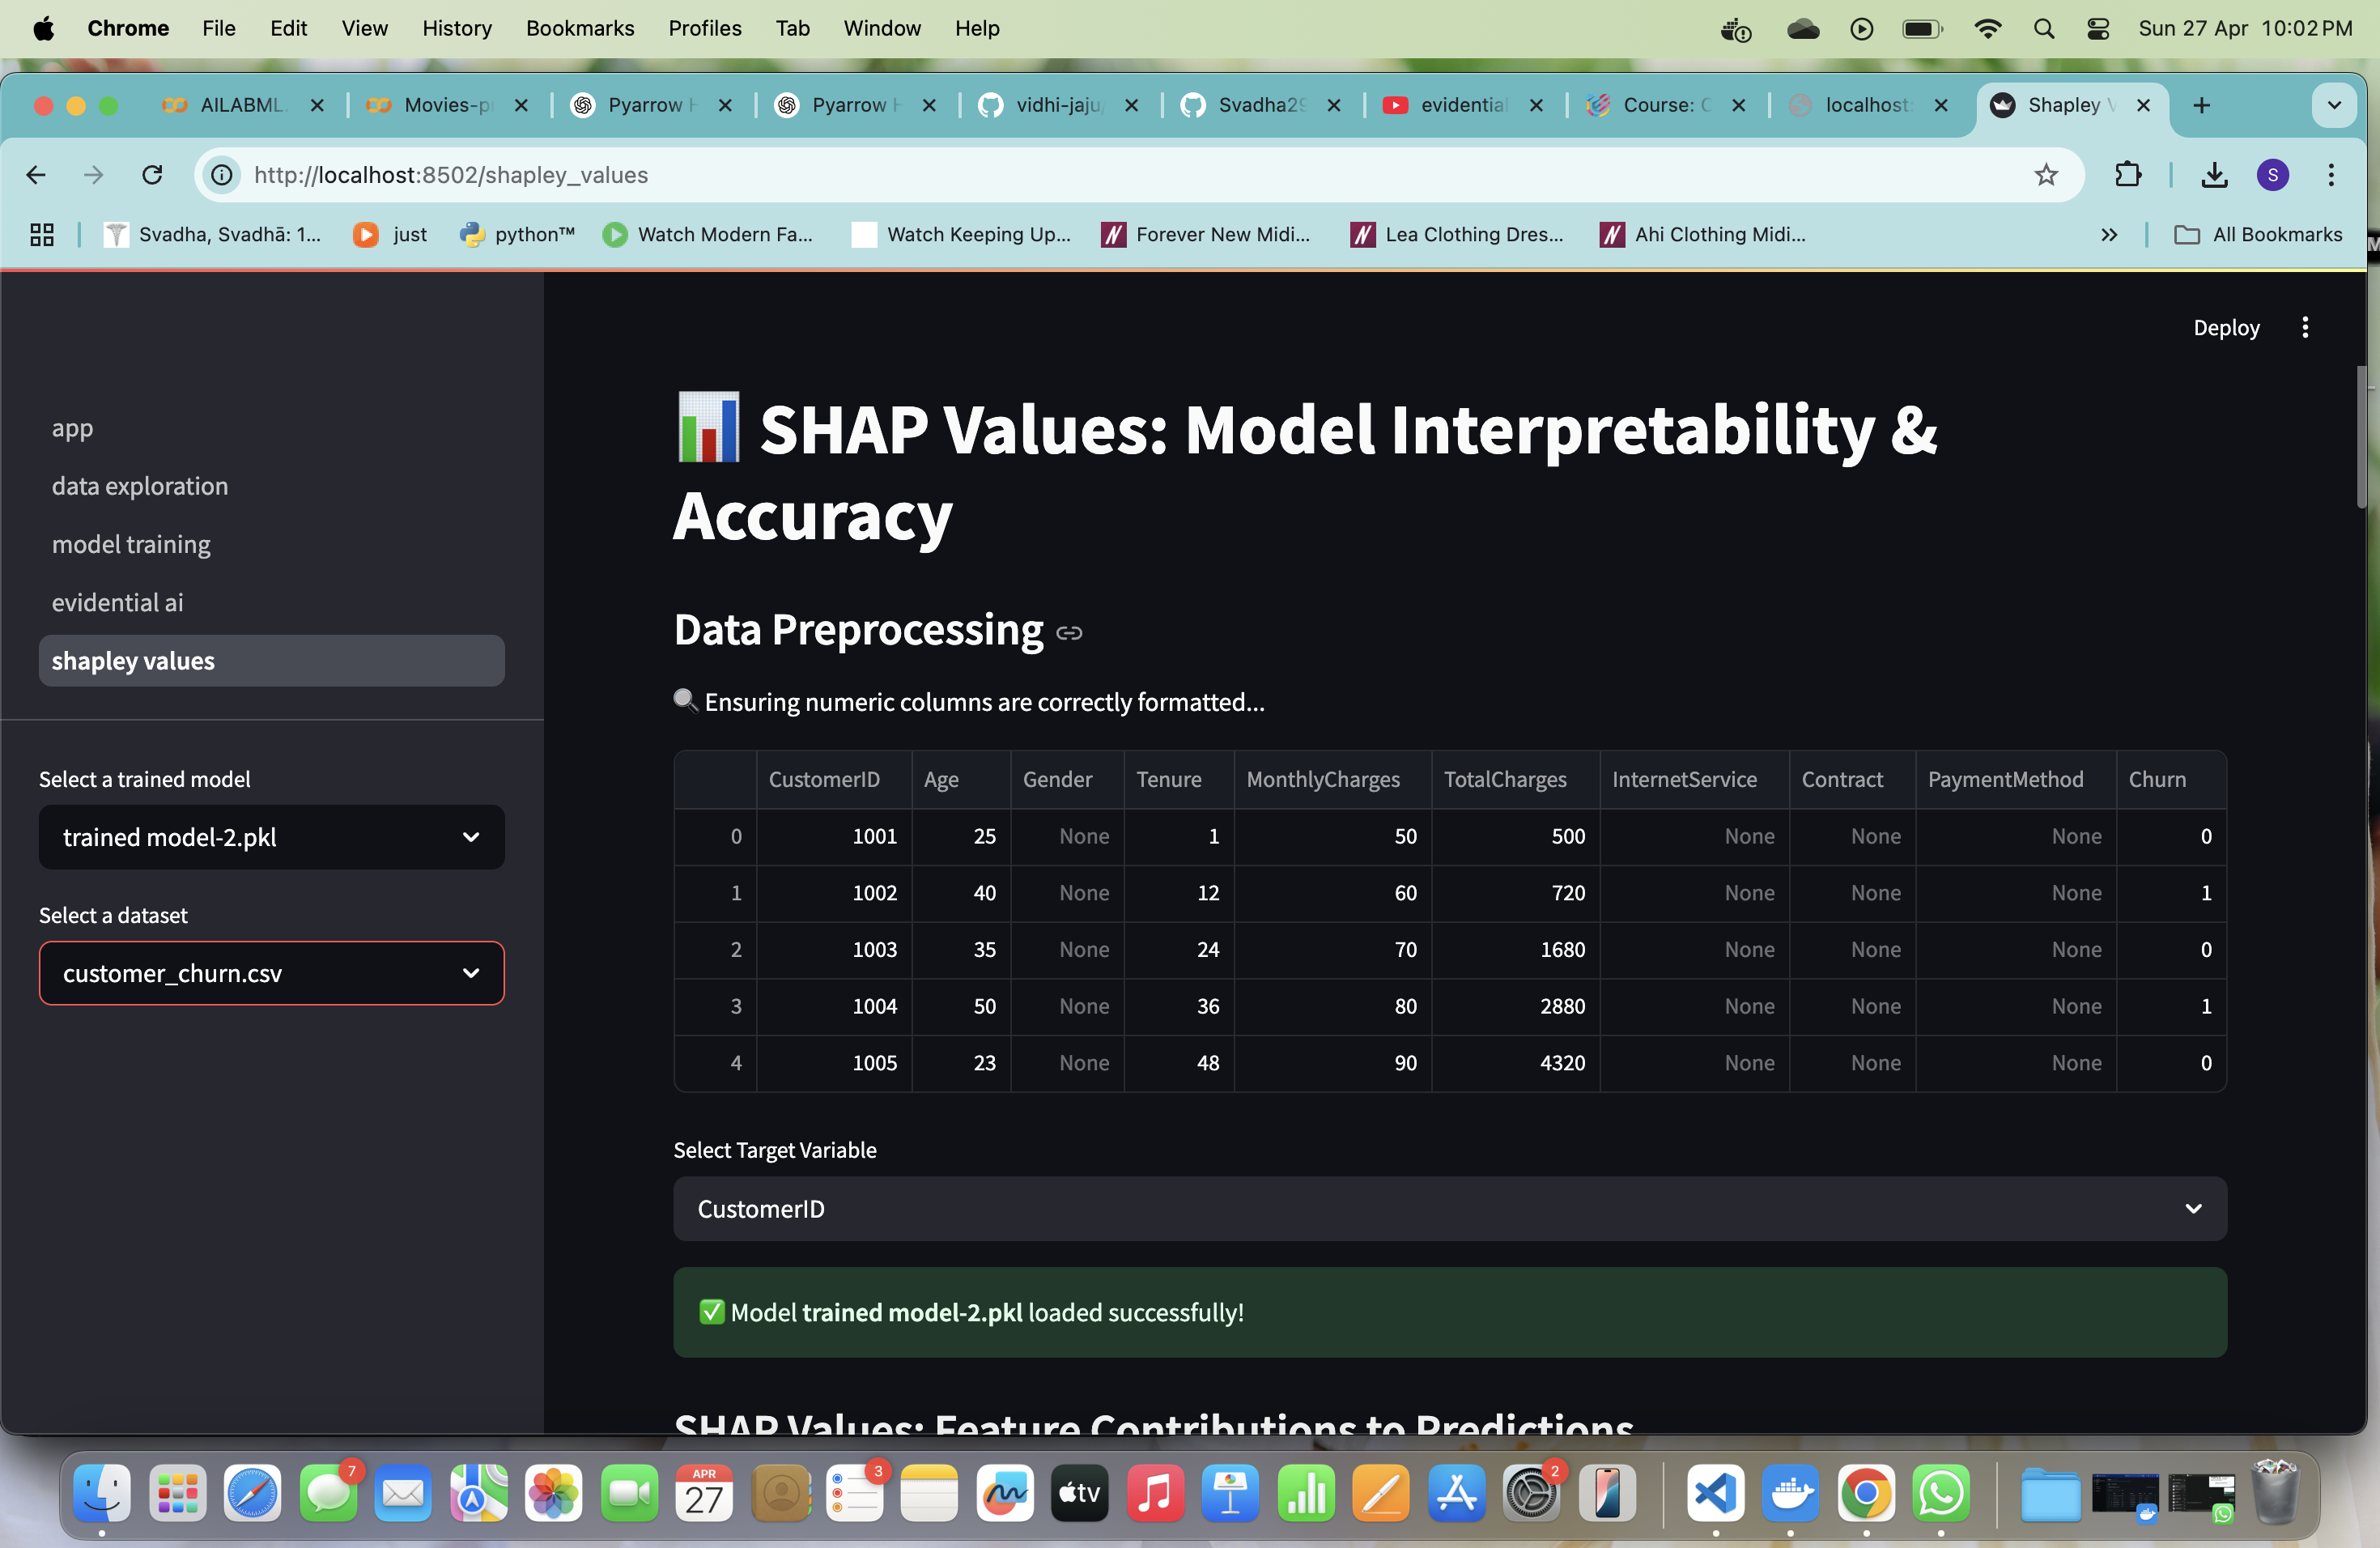 Chrome File Edit View History Bookmarks Profiles Tab Window Help Sun 27 Apr 10:02 PM
AILABML. Movies-p Pyarrow Pyarrow vidhi-jaju Svadha29 evidential Course: localhost: Shapley
http://localhost:8502/shapley_values S
Svadha, Svadhā: 1... just python™ Watch Modern Fa... Watch Keeping Up... Forever New Midi... Lea Clothing Dres... Ahi Clothing Midi... All Bookmarks
Deploy
app
data exploration
model training
evidential ai
shapley values
Select a trained model
trained model-2.pkl
Select a dataset
customer_churn.csv
SHAP Values: Model Interpretability &
Accuracy
Data Preprocessing
Ensuring numeric columns are correctly formatted...
CustomerID Age Gender Tenure MonthlyCharges TotalCharges InternetService Contract PaymentMethod Churn
0 1001 25 None 1 50 500 None None None 0
1 1002 40 None 12 60 720 None None None 1
2 1003 35 None 24 70 1680 None None None 0
3 1004 50 None 36 80 2880 None None None 1
4 1005 23 None 48 90 4320 None None None 0
Select Target Variable
CustomerID
Model trained model-2.pkl loaded successfully!
SHAP Values: Feature Contributions to Predictions
7 APR 27 3 tv 2